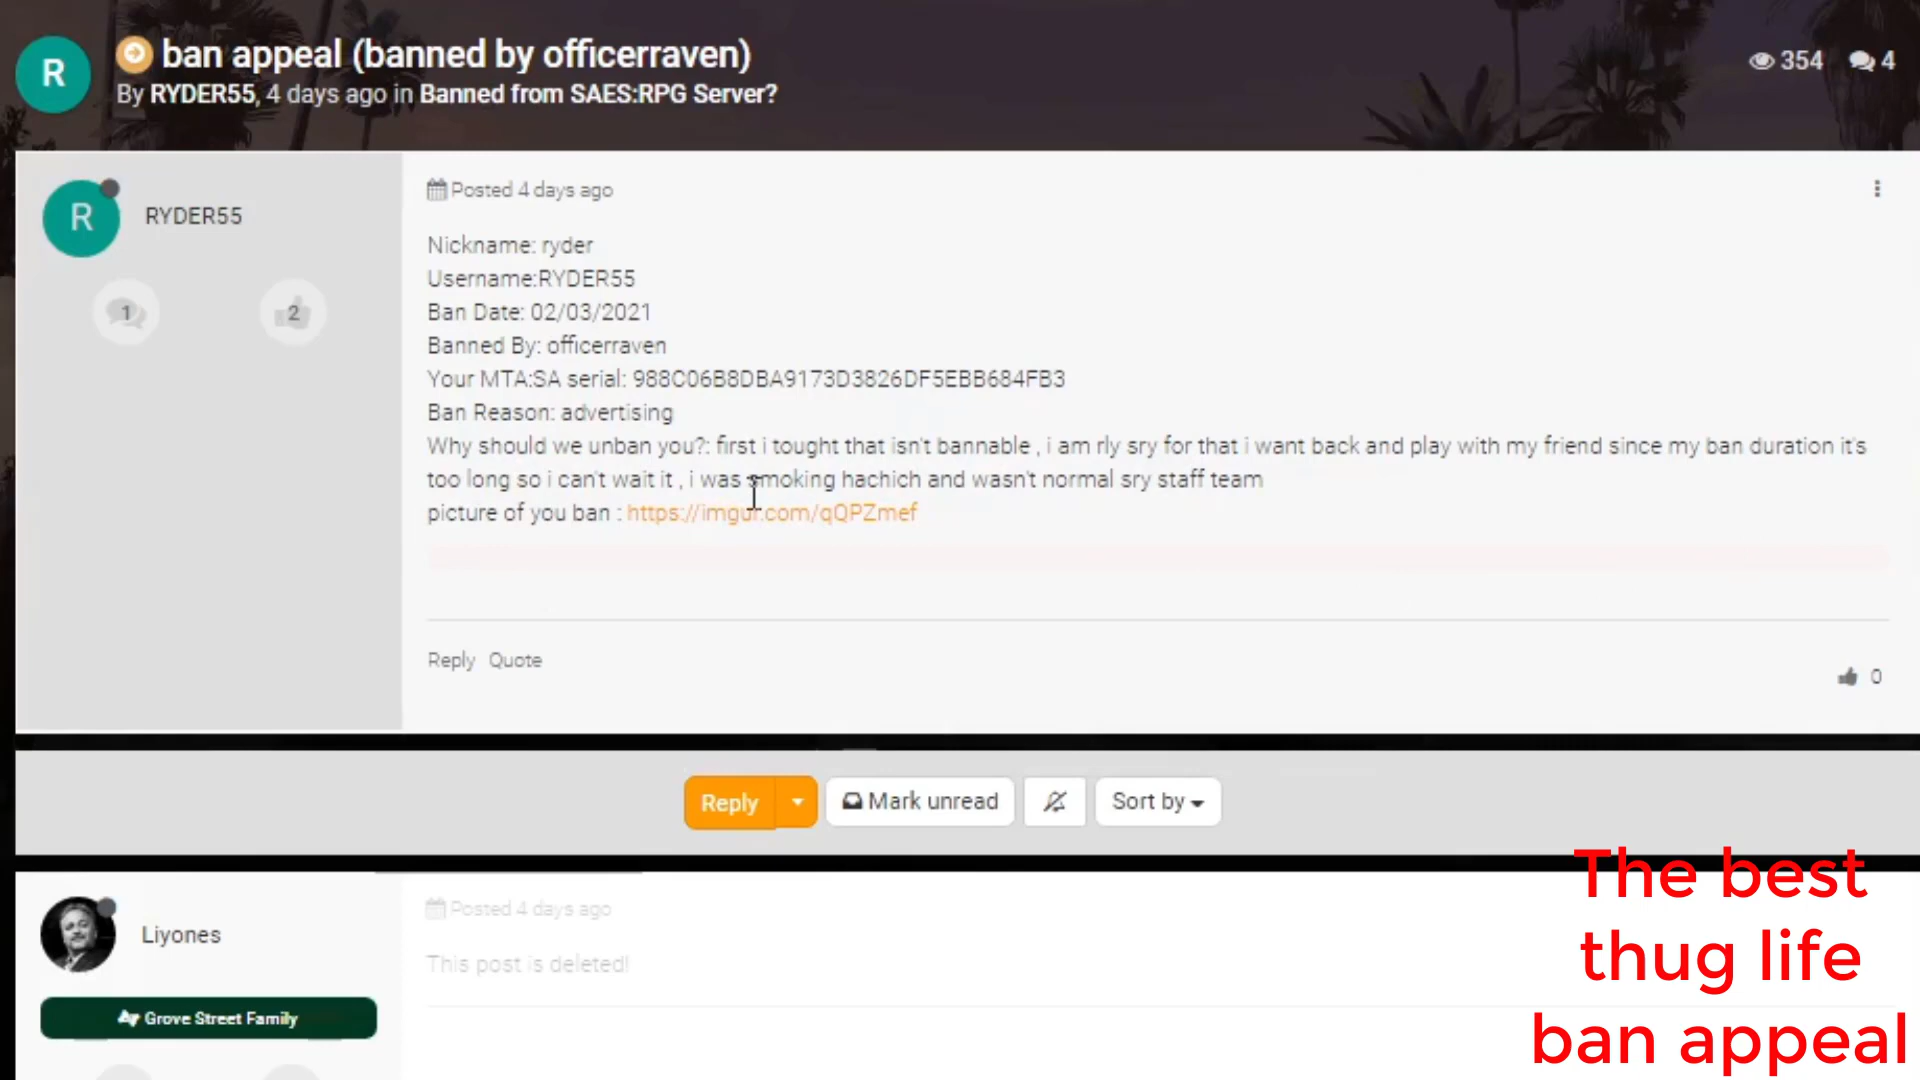 R
ban appeal (banned by officerraven)
354 4
By RYDER55, 4 days ago in Banned from SAES:RPG Server?
R
RYDER55
1
2
Posted 4 days ago
Nickname: ryder
Username:RYDER55
Ban Date: 02/03/2021
Banned By: officerraven
Your MTA:SA serial: 988C06B8DBA9173D3826DF5EBB684FB3
Ban Reason: advertising
Why should we unban you?: first i tought that isn't bannable , i am rly sry for that i want back and play with my friend since my ban duration it's
too long so i can't wait it , i was smoking hachich and wasn't normal sry staff team
picture of you ban : https://imgur.com/qQPZmef
Reply Quote
0
Reply
Mark unread
Sort by
Liyones
Grove Street Family
Posted 4 days ago
This post is deleted!
The best
thug life
ban appeal